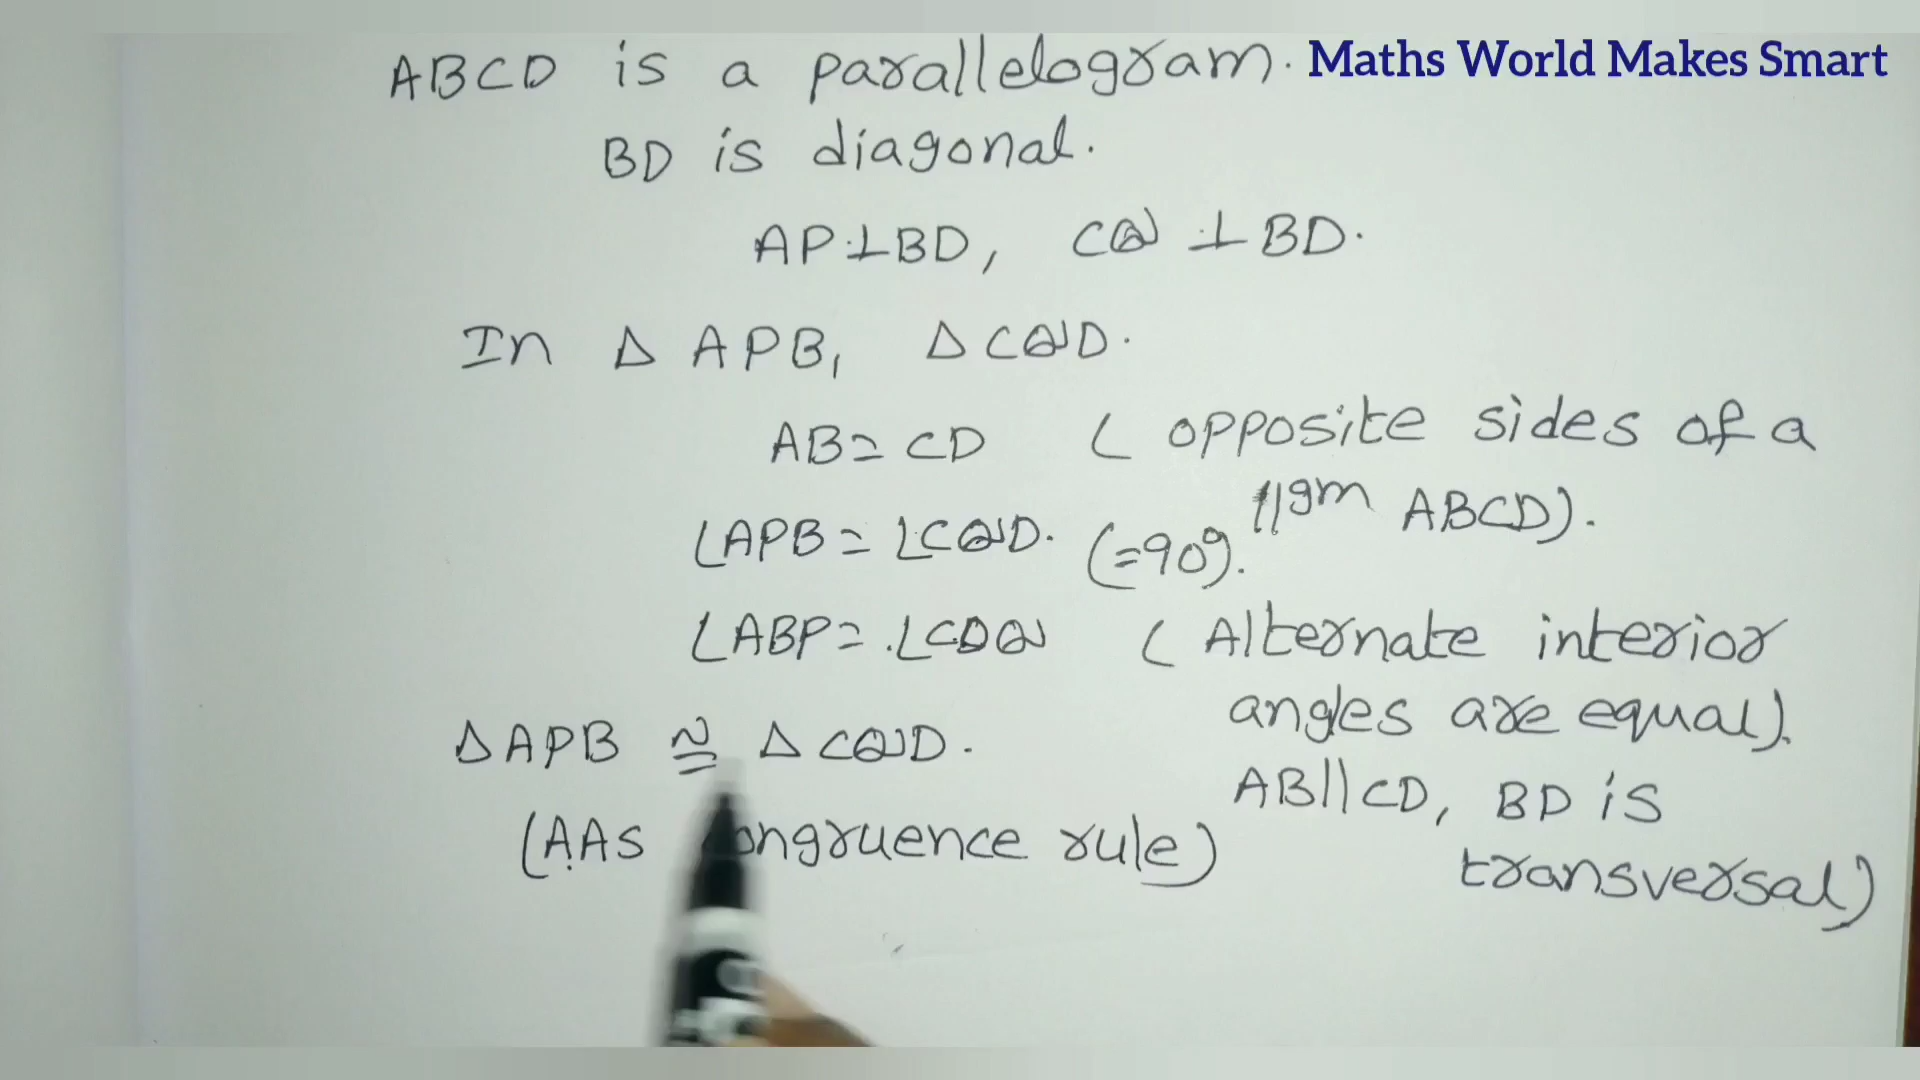 ABCD is a parallelogram. Maths World Makes Smart
BD is diagonal.
AP⊥BD, CQ ⊥ BD.
In Δ APB, Δ CQD.
AB = CD ( opposite sides of a
||gm ABCD).
∠APB = ∠CQD. (=90°).
∠ABP = ∠CDQ ( Alternate interior
angles are equal).
ΔAPB ≅ Δ CQD.
AB||CD, BD is
(AAS congruence rule)
transversal)